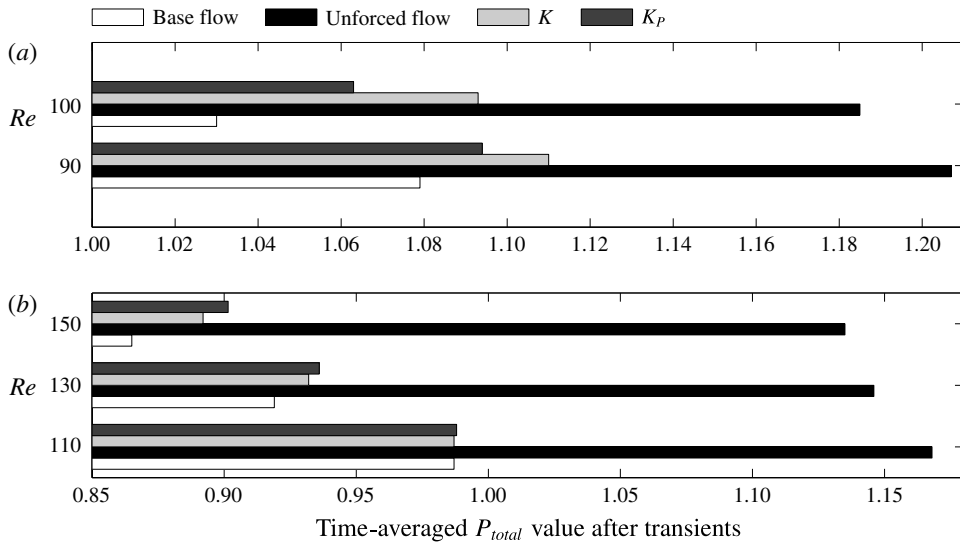 Base flow Unforced flow K K_P
(a)
100
Re
90
1.00 1.02 1.04 1.06 1.08 1.10 1.12 1.14 1.16 1.18 1.20
(b)
150
Re 130
110
0.85 0.90 0.95 1.00 1.05 1.10 1.15
Time-averaged P_total value after transients